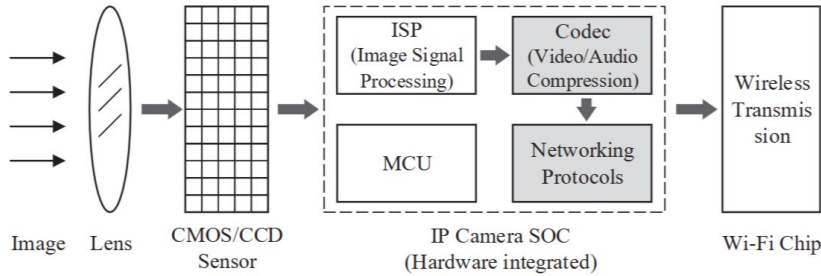 ISP
(Image Signal
Processing)
Codec
(Video/Audio
Compression)
MCU
Networking
Protocols
Wireless
Transmis
sion
Image
Lens
CMOS/CCD
Sensor
IP Camera SOC
(Hardware integrated)
Wi-Fi Chip